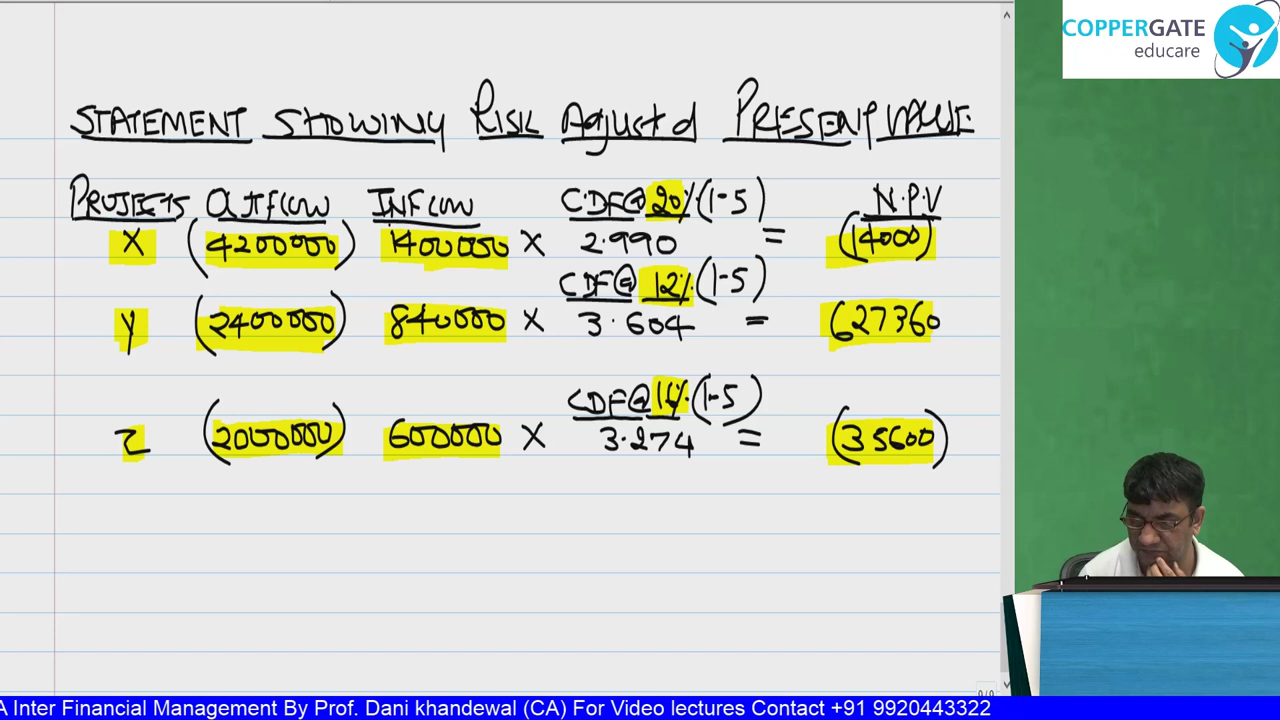 COPPERGATE
educare
STATEMENT SHOWING RISK Adjustd PRESENT VALUE
PROJECTS OUTFLOW INFLOW CDF@ 20% (1-5) N.P.V
X (4200000) 1400000 X 2.990 = (14000)
CDF@ 12% (1-5)
Y (2400000) 840000 X 3.604 = 627360
CDF@ 16% (1-5)
Z (2000000) 600000 X 3.274 = (35600)
A Inter Financial Management By Prof. Dani khandewal (CA) For Video lectures Contact +91 9920443322